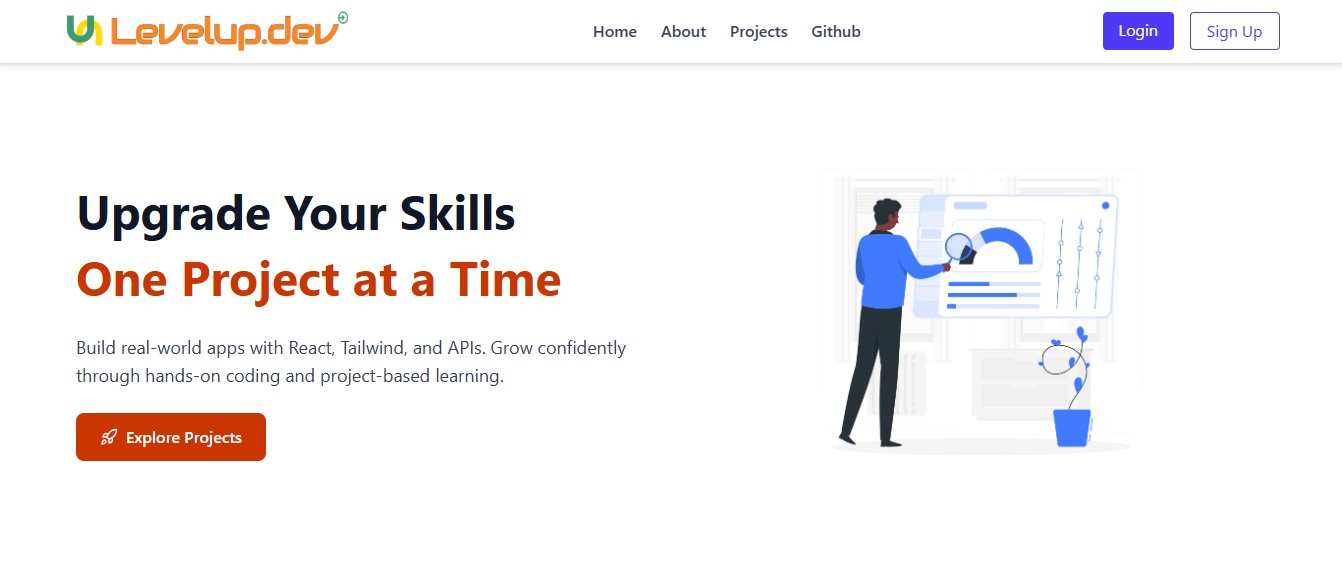 Levelup.dev
Home
About
Projects
Github
Login
Sign Up
Upgrade Your Skills
One Project at a Time
Build real-world apps with React, Tailwind, and APIs. Grow confidently
through hands-on coding and project-based learning.
Explore Projects